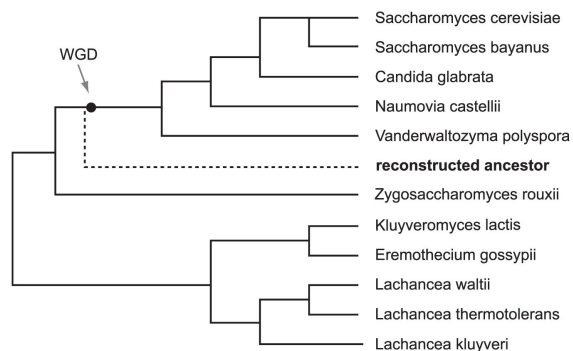 Saccharomyces cerevisiae
WGD
Saccharomyces bayanus
Candida glabrata
Naumovia castellii
Vanderwaltozyma polyspora
reconstructed ancestor
Zygosaccharomyces rouxii
Kluyveromyces lactis
Eremothecium gossypii
Lachancea waltii
Lachancea thermotolerans
Lachancea kluyveri